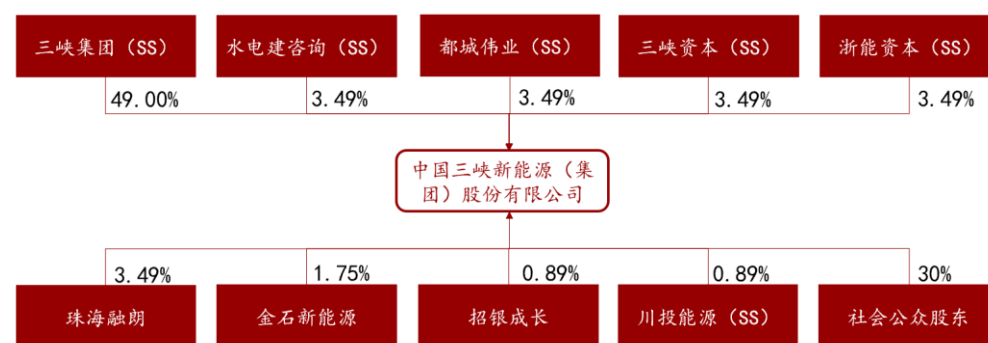 三峡集团（SS）
水电建咨询（SS）
都城伟业（SS）
三峡资本（SS）
浙能资本（SS）
49.00%
3.49%
3.49%
3.49%
3.49%
中国三峡新能源（集
团）股份有限公司
3.49%
1.75%
0.89%
0.89%
30%
珠海融朗
金石新能源
招银成长
川投能源（SS）
社会公众股东